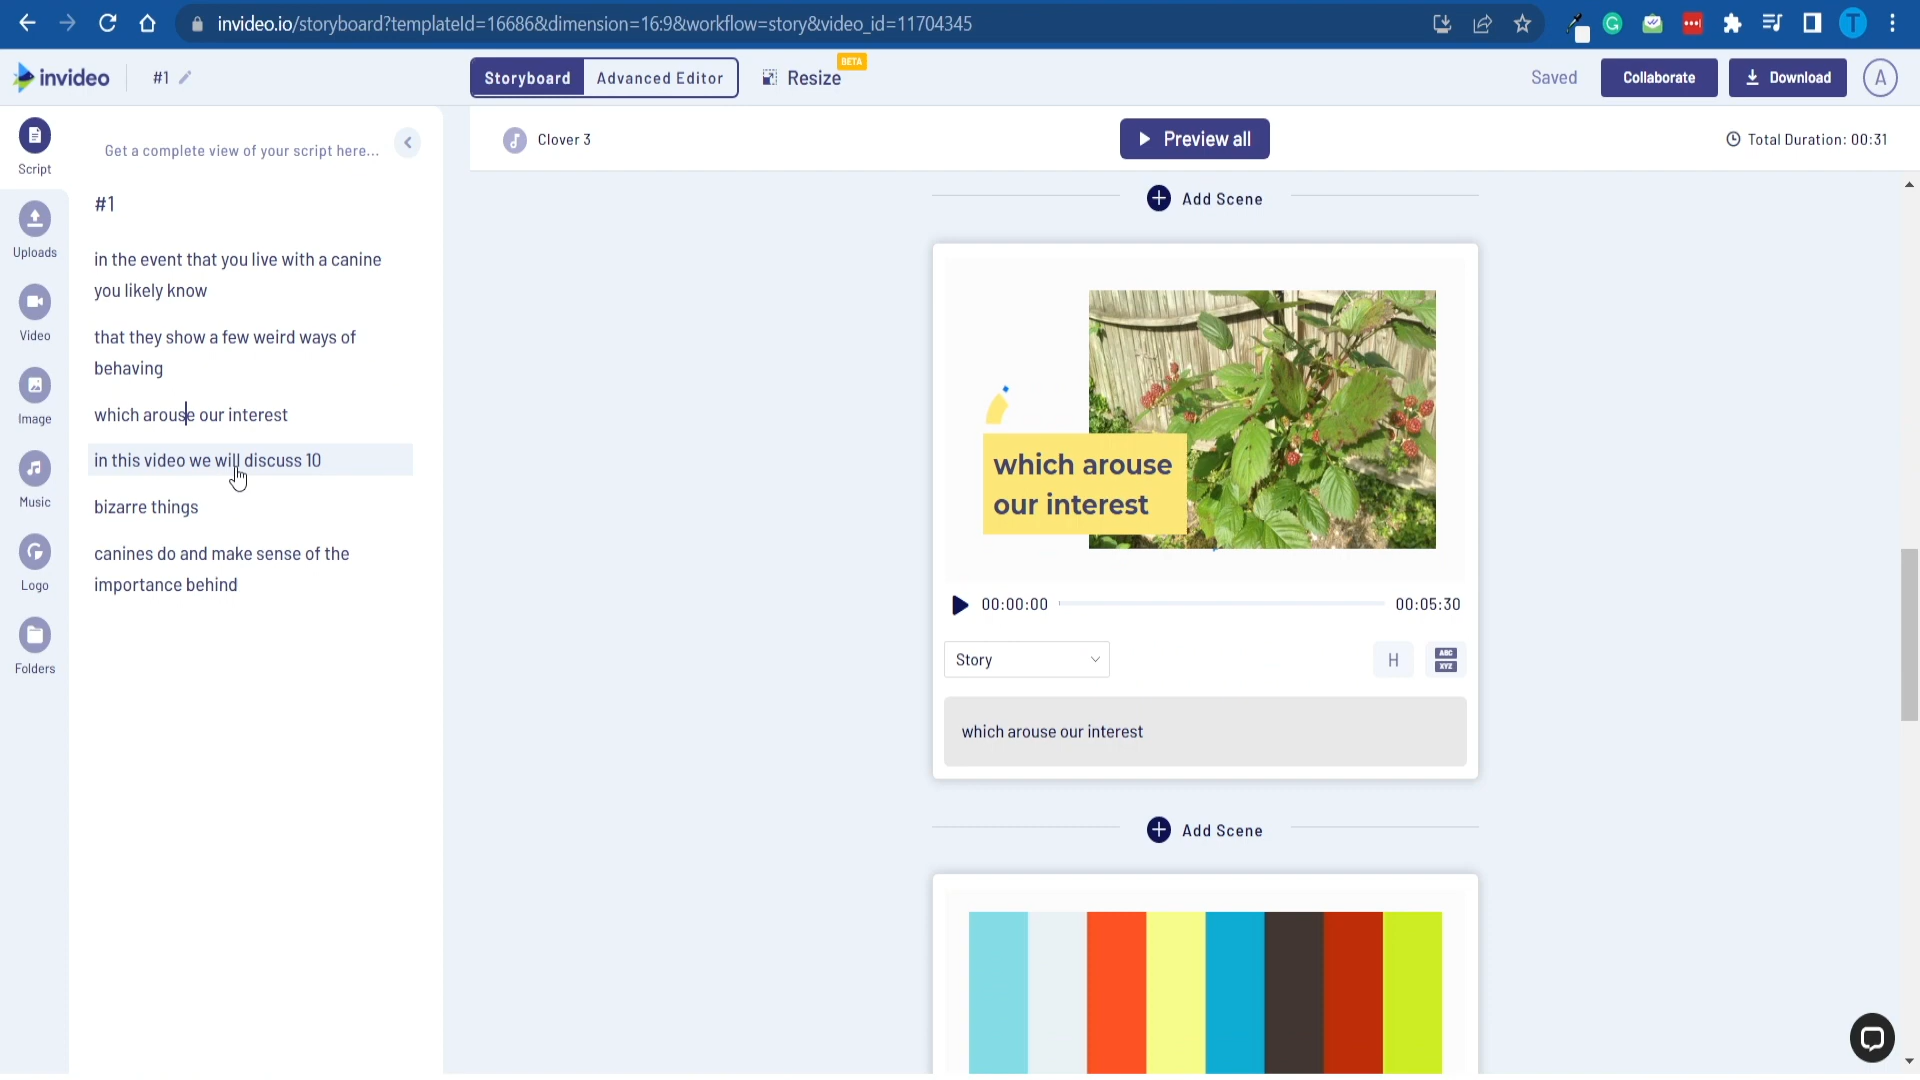 invideo.io/storyboard?templateId=16686&dimension=16:9&workflow=story&video_id=11704345
T
invideo
#1
Storyboard
Advanced Editor
Resize
BETA
Saved
Collaborate
Download
A
Script
Uploads
Video
Image
Music
Logo
Folders
Get a complete view of your script here...
#1
in the event that you live with a canine
you likely know
that they show a few weird ways of
behaving
which arouse our interest
in this video we will discuss 10
bizarre things
canines do and make sense of the
importance behind
Clover 3
Preview all
Total Duration: 00:31
Add Scene
which arouse
our interest
00:00:00
00:05:30
Story
H
ABC
XYZ
which arouse our interest
Add Scene